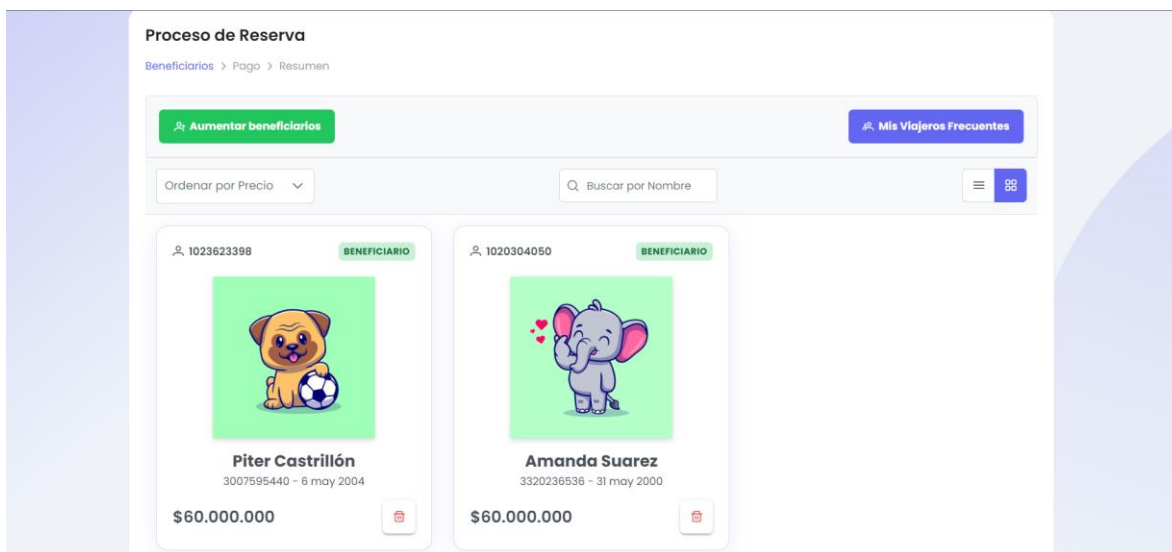 Proceso de Reserva
Beneficiarios > Pago > Resumen
Aumentar beneficiarios
Mis Viajeros Frecuentes
Ordenar por Precio
Buscar por Nombre
1023623398 BENEFICIARIO
1020304050 BENEFICIARIO
Piter Castrillón
Amanda Suarez
3007595440 - 6 may 2004
3320236536 - 31 may 2000
$60.000.000
$60.000.000